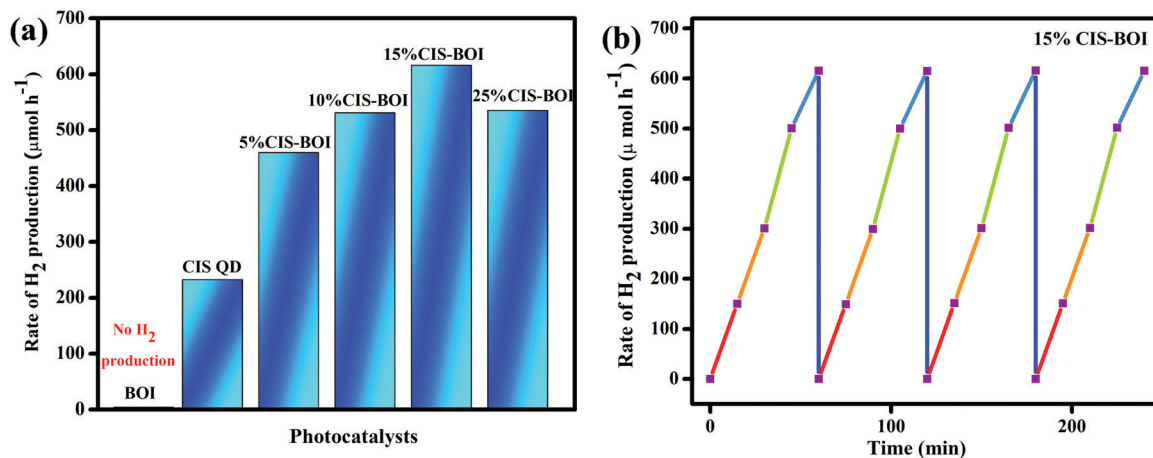 (a)
Rate of H2 production (μmol h-1)
700
600
500
400
300
200
100
0
No H2
production
BOI
CIS QD
5%CIS-BOI
10%CIS-BOI
15%CIS-BOI
25%CIS-BOI
Photocatalysts
(b)
15% CIS-BOI
Rate of H2 production (μ mol h-1)
700
600
500
400
300
200
100
0
0
100
200
Time (min)